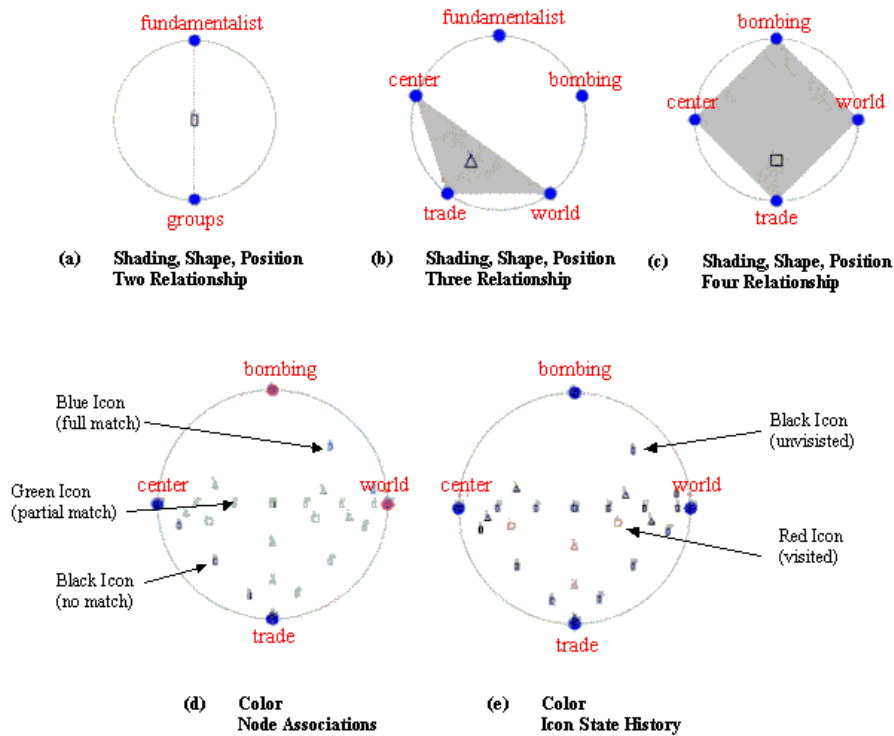 fundamentalist
groups
(a) Shading, Shape, Position
Two Relationship
fundamentalist
center
bombing
trade
world
(b) Shading, Shape, Position
Three Relationship
bombing
center
world
trade
(c) Shading, Shape, Position
Four Relationship
bombing
Blue Icon
(full match)
center
world
Green Icon
(partial match)
Black Icon
(no match)
trade
(d) Color
Node Associations
bombing
Black Icon
(unvisisted)
center
world
Red Icon
(visited)
trade
(e) Color
Icon State History